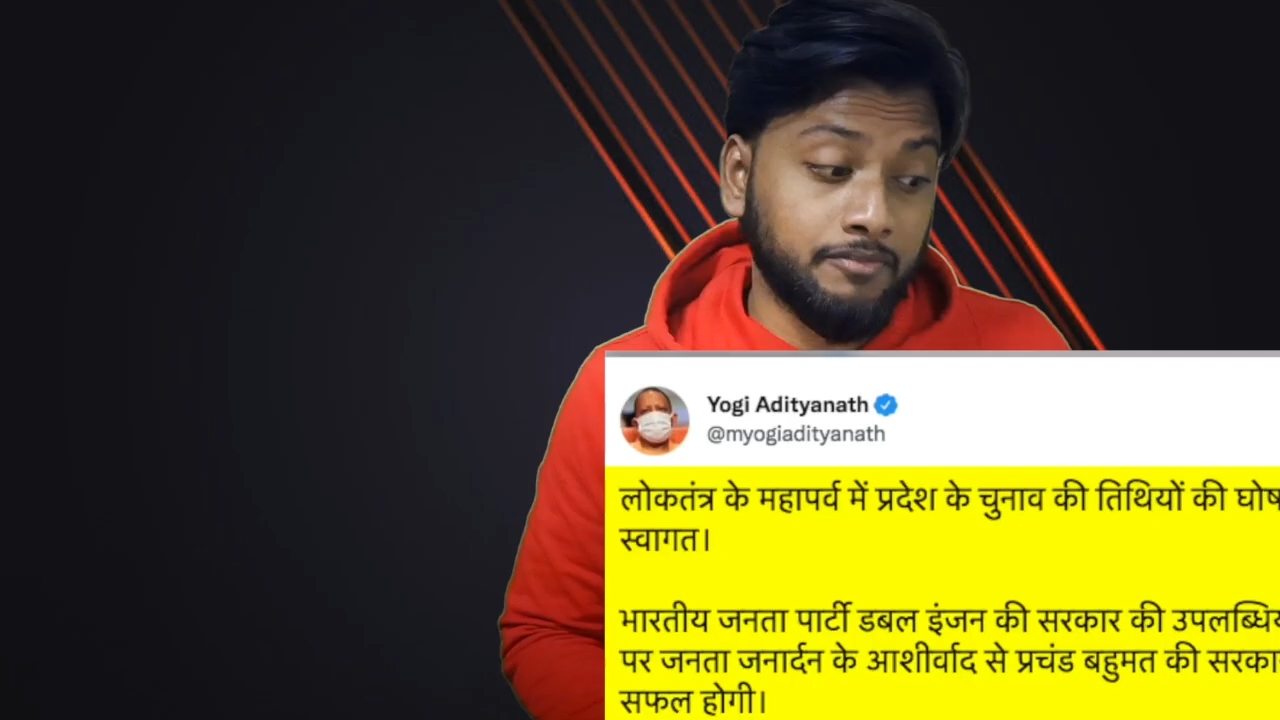 Yogi Adityanath
@myogiadityanath
लोकतंत्र के महापर्व में प्रदेश के चुनाव की तिथियों की
स्वागत।
भारतीय जनता पार्टी डबल इंजन की सरकार की
पर जनता जनार्दन के आशीर्वाद से प्रचंड बहुमत की
सफल होगी।